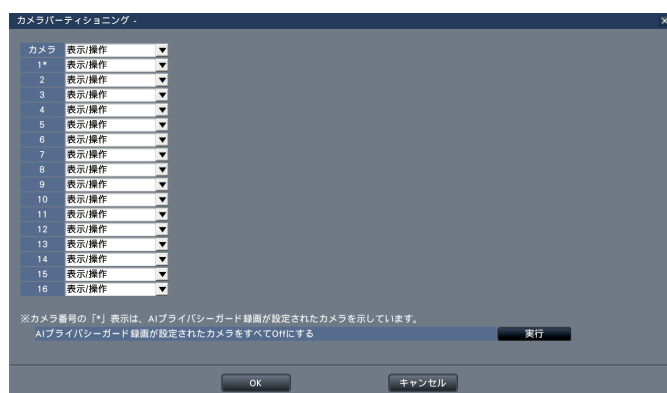 カメラパーティショニング -
×
カメラ 表示/操作 ▼
1* 表示/操作 ▼
2 表示/操作 ▼
3 表示/操作 ▼
4 表示/操作 ▼
5 表示/操作 ▼
6 表示/操作 ▼
7 表示/操作 ▼
8 表示/操作 ▼
9 表示/操作 ▼
10 表示/操作 ▼
11 表示/操作 ▼
12 表示/操作 ▼
13 表示/操作 ▼
14 表示/操作 ▼
15 表示/操作 ▼
16 表示/操作 ▼
※カメラ番号の「*」表示は、AIプライバシーガード録画が設定されたカメラを示しています。
AIプライバシーガード録画が設定されたカメラをすべてOffにする 実行
OK キャンセル